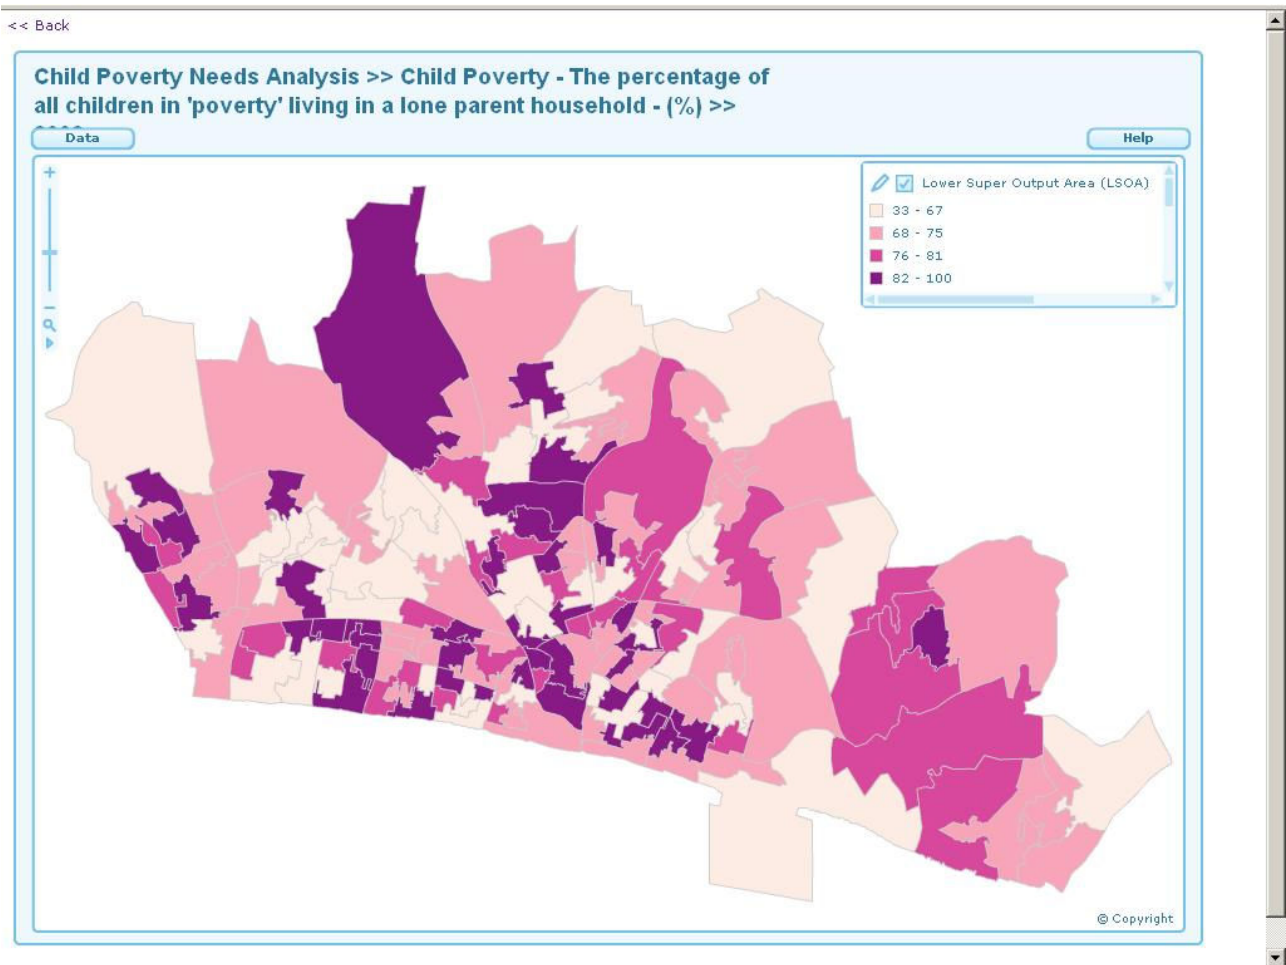 << Back
Child Poverty Needs Analysis >> Child Poverty - The percentage of
all children in 'poverty' living in a lone parent household - (%) >>
Data
Help
Lower Super Output Area (LSOA)
33 - 67
68 - 75
76 - 81
82 - 100
© Copyright